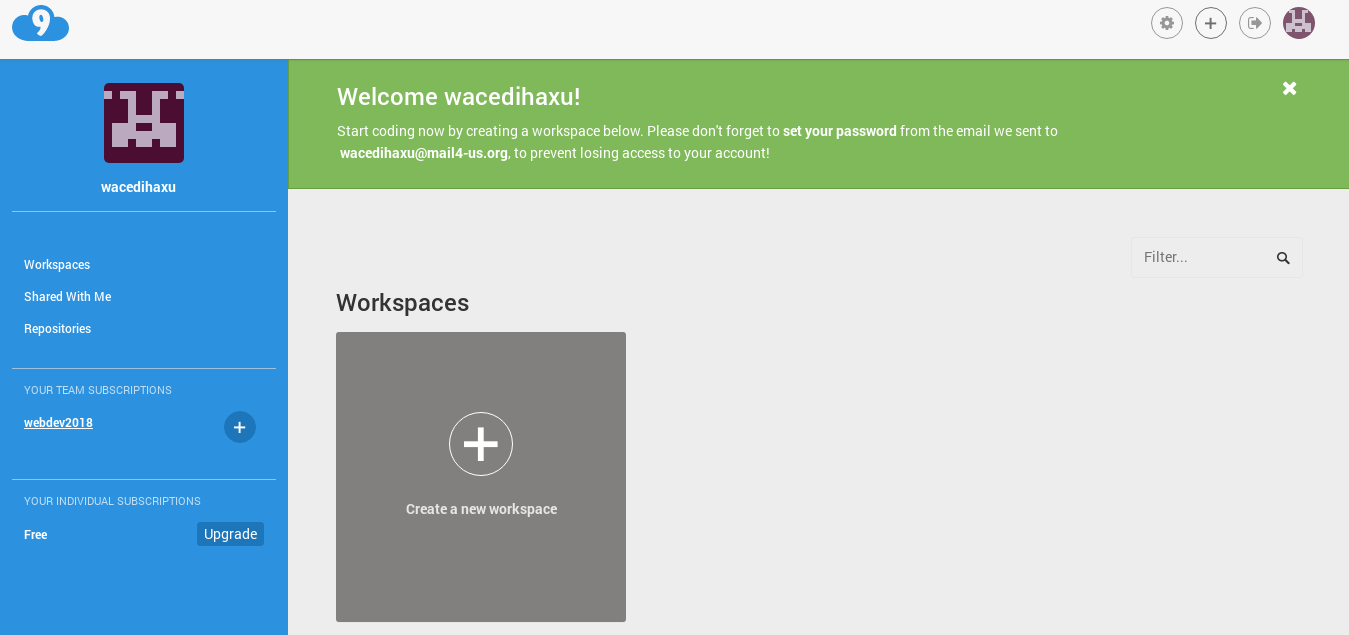 9
Welcome wacedihaxu!
Start coding now by creating a workspace below. Please don't forget to set your password from the email we sent to
wacedihaxu@mail4-us.org, to prevent losing access to your account!
wacedihaxu
Workspaces
Shared With Me
Repositories
YOUR TEAM SUBSCRIPTIONS
webdev2018
YOUR INDIVIDUAL SUBSCRIPTIONS
Free
Upgrade
Filter...
Workspaces
Create a new workspace